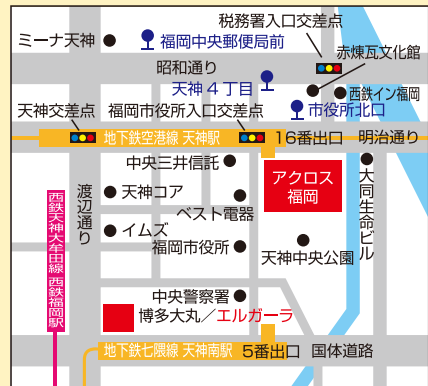 税務署入口交差点
ミーナ天神
福岡中央郵便局前
赤煉瓦文化館
昭和通り
天神4丁目
西鉄イン福岡
天神交差点
福岡市役所入口交差点
市役所北口
地下鉄空港線 天神駅
16番出口
明治通り
中央三井信託
アクロス
福岡
大同生命ビル
渡辺通り
天神コア
ベスト電器
イムズ
福岡市役所
天神中央公園
西鉄天神大牟田線 西鉄福岡駅
中央警察署
博多大丸／エルガーラ
地下鉄七隈線 天神南駅
5番出口
国体道路